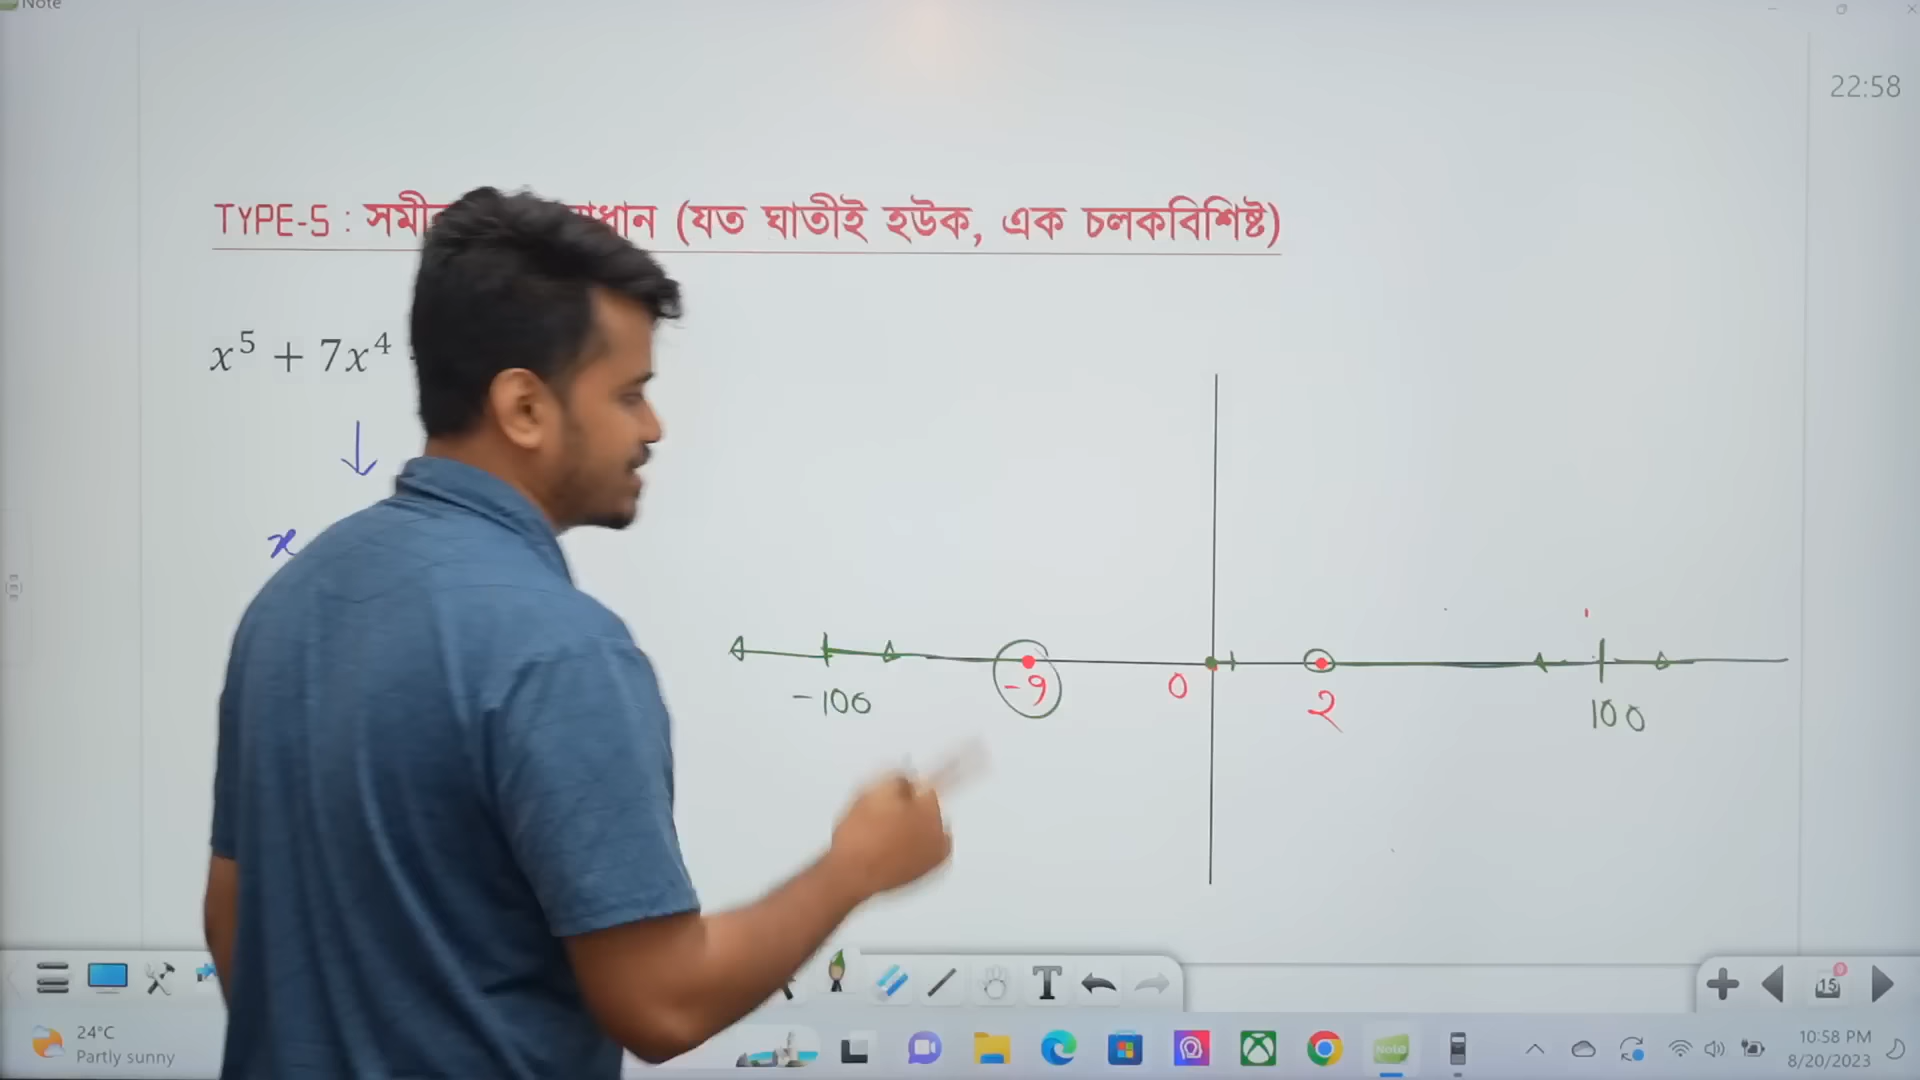 Note
22:58
TYPE-5 : সমী ধান (যত ঘাতীই হউক, এক চলকবিশিষ্ট)
x⁵ + 7x⁴
x
-100 -9 0 2 100
T
15
24°C
Partly sunny
Note
10:58 PM
8/20/2023